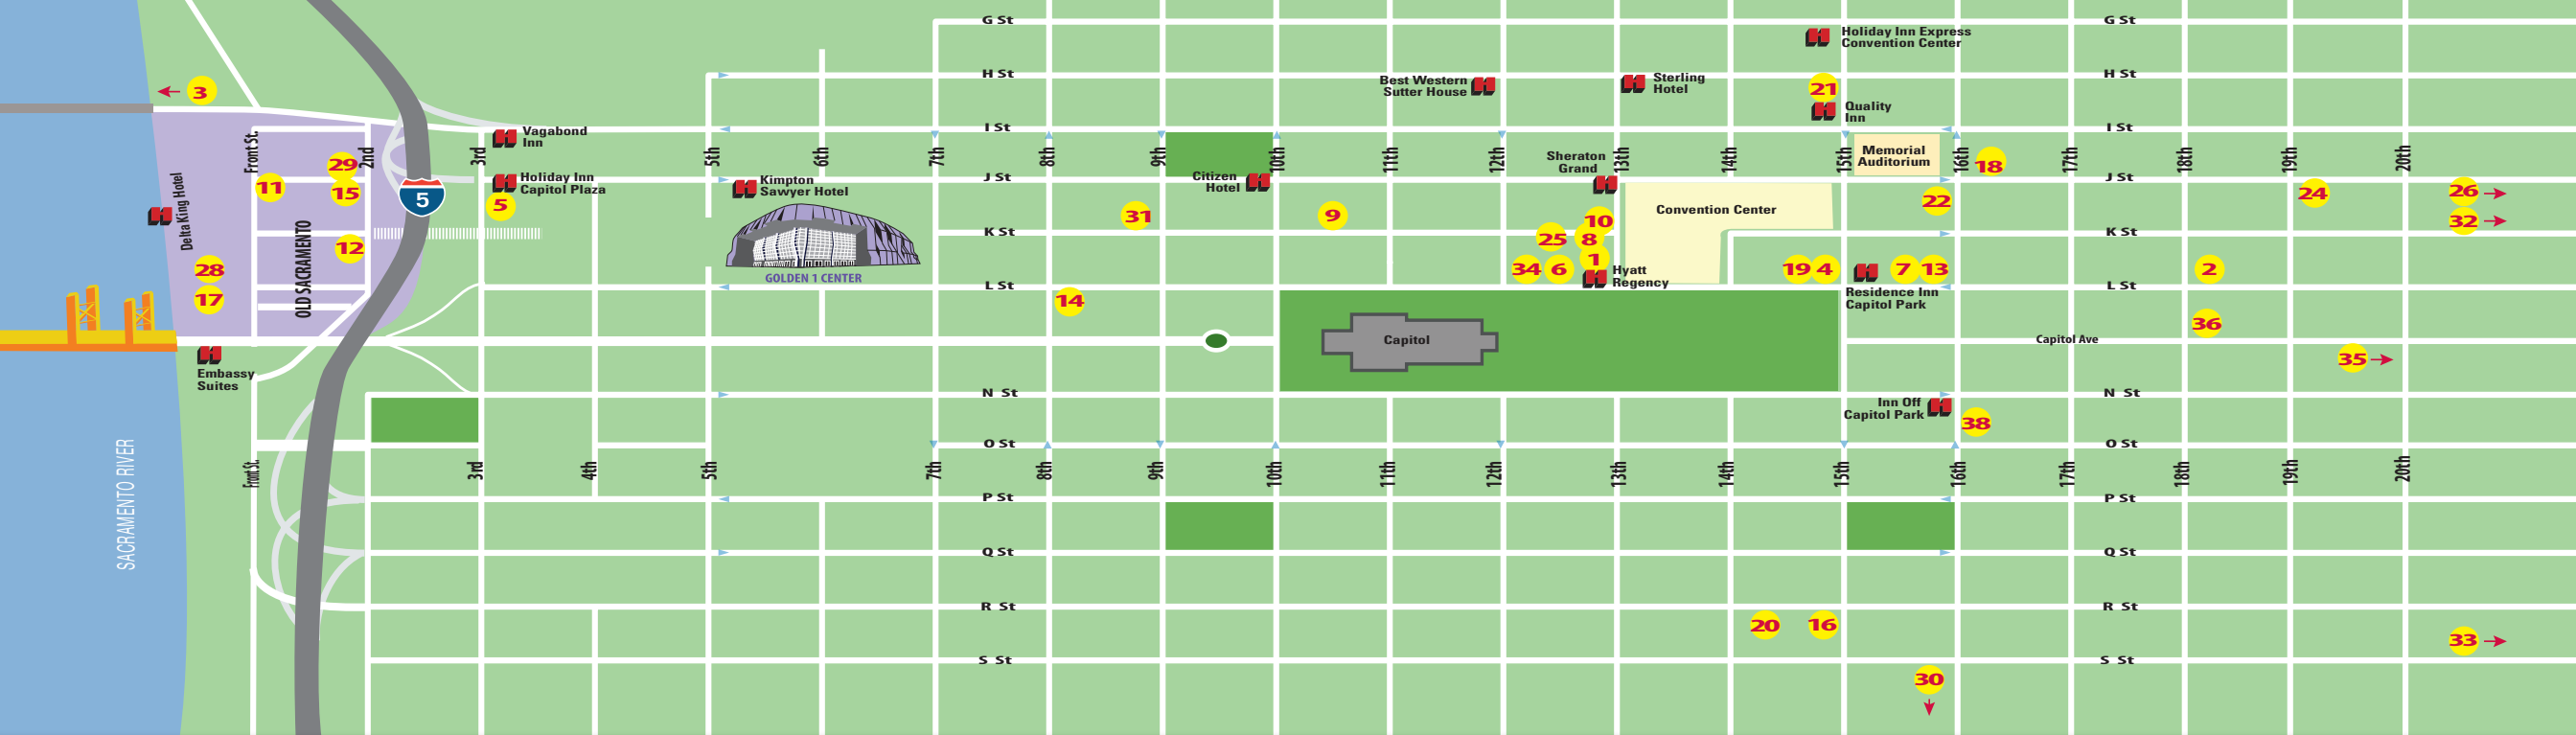 G St
G St
Holiday Inn Express
Convention Center
H St
H St
Best Western
Sutter House
Sterling
Hotel
3
21
Quality
Inn
I St
I St
Vagabond
Inn
Front St.
2nd
3rd
5th
6th
7th
8th
9th
10th
11th
12th
13th
14th
15th
16th
17th
18th
19th
20th
Memorial
Auditorium
Sheraton
Grand
18
29
11
15
5
Holiday Inn
Capitol Plaza
5
Kimpton
Sawyer Hotel
Citizen
Hotel
J St
J St
24
26
22
32
Delta King Hotel
OLD SACRAMENTO
31
9
10
Convention Center
K St
K St
12
25
8
1
28
17
GOLDEN 1 CENTER
34
6
Hyatt
Regency
19
4
7
13
2
Residence Inn
Capitol Park
L St
L St
14
36
Capitol
Capitol Ave
35
Embassy
Suites
N St
N St
Inn Off
Capitol Park
38
O St
O St
SACRAMENTO RIVER
Front St.
3rd
4th
5th
7th
8th
9th
10th
11th
12th
13th
14th
15th
16th
17th
18th
19th
20th
P St
P St
Q St
Q St
R St
R St
20
16
33
S St
S St
30